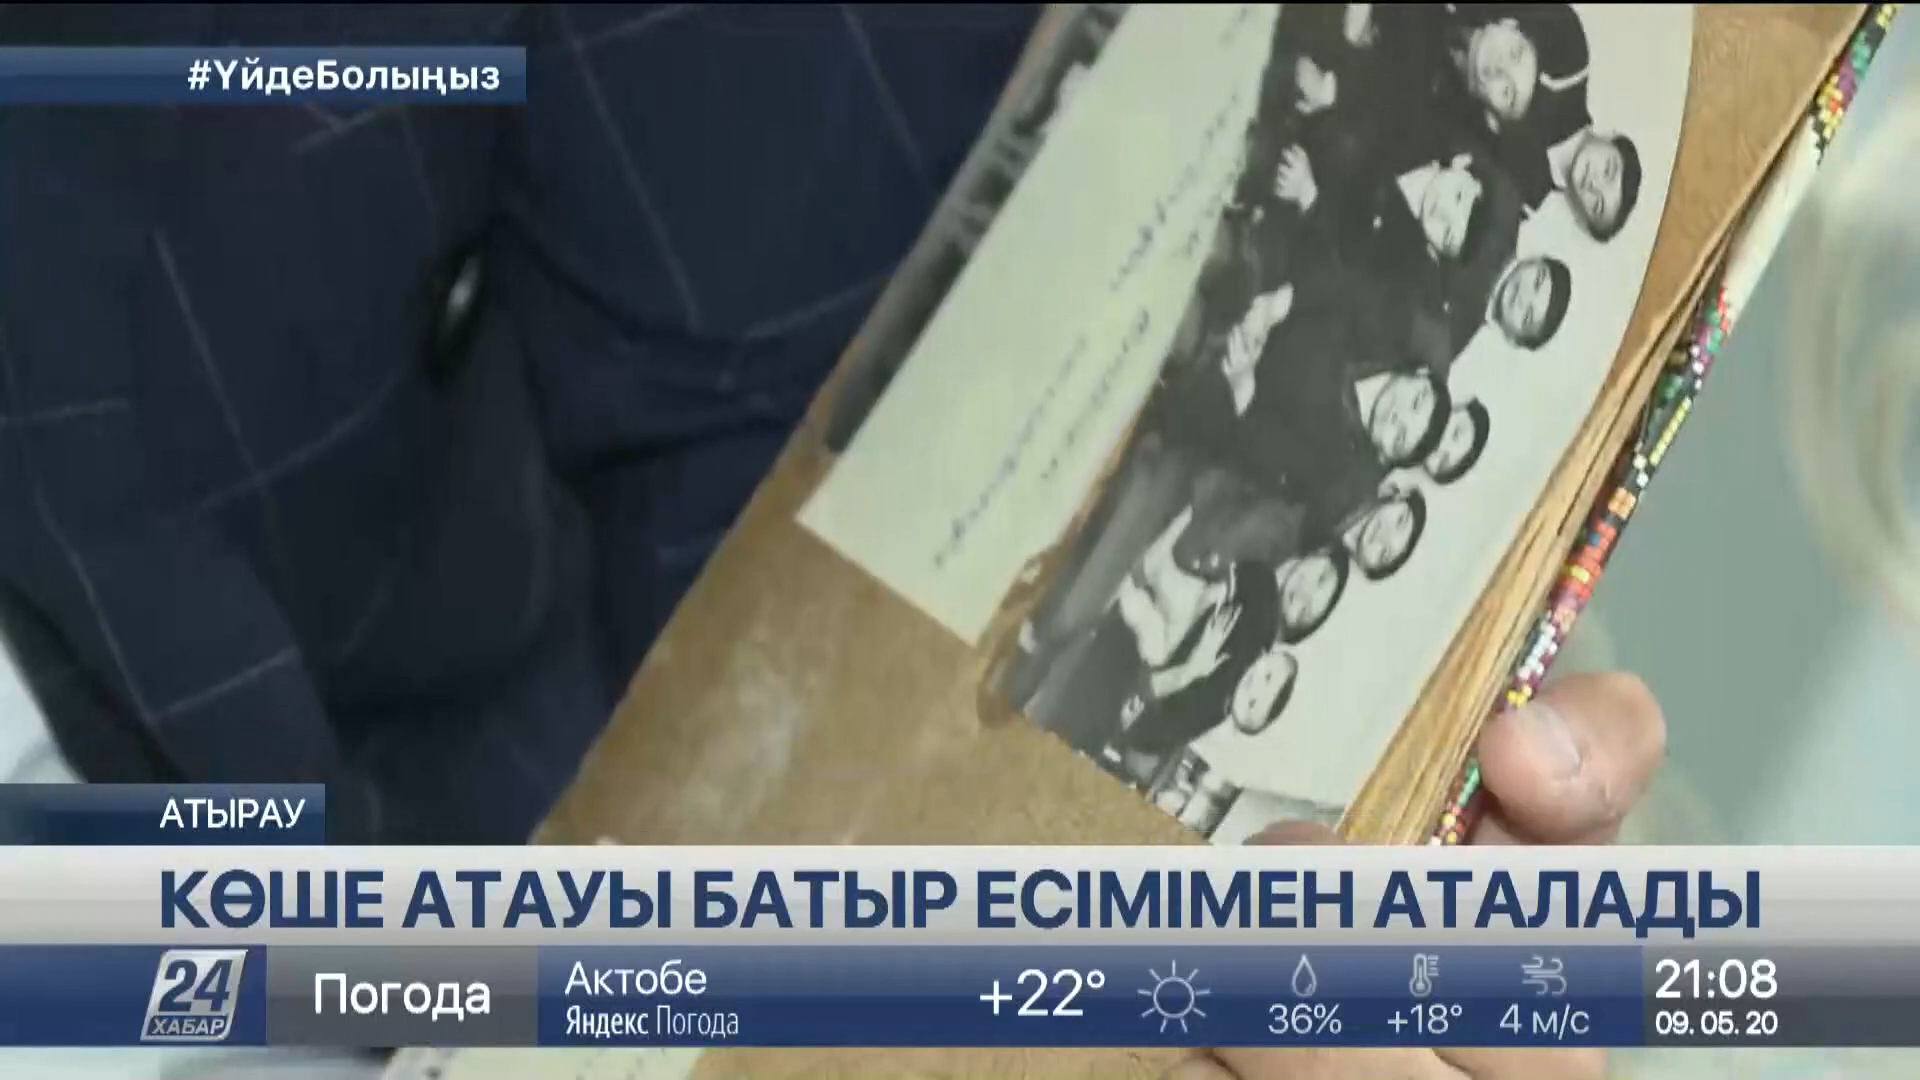 #ҮйдеБолыңыз
АТЫРАУ
КӨШЕ АТАУЫ БАТЫР ЕСІМІМЕН АТАЛАДЫ
24 ХАБАР
Погода
Актобе
Яндекс Погода
+22°
36%
+18°
4 м/с
21:08
09. 05. 20